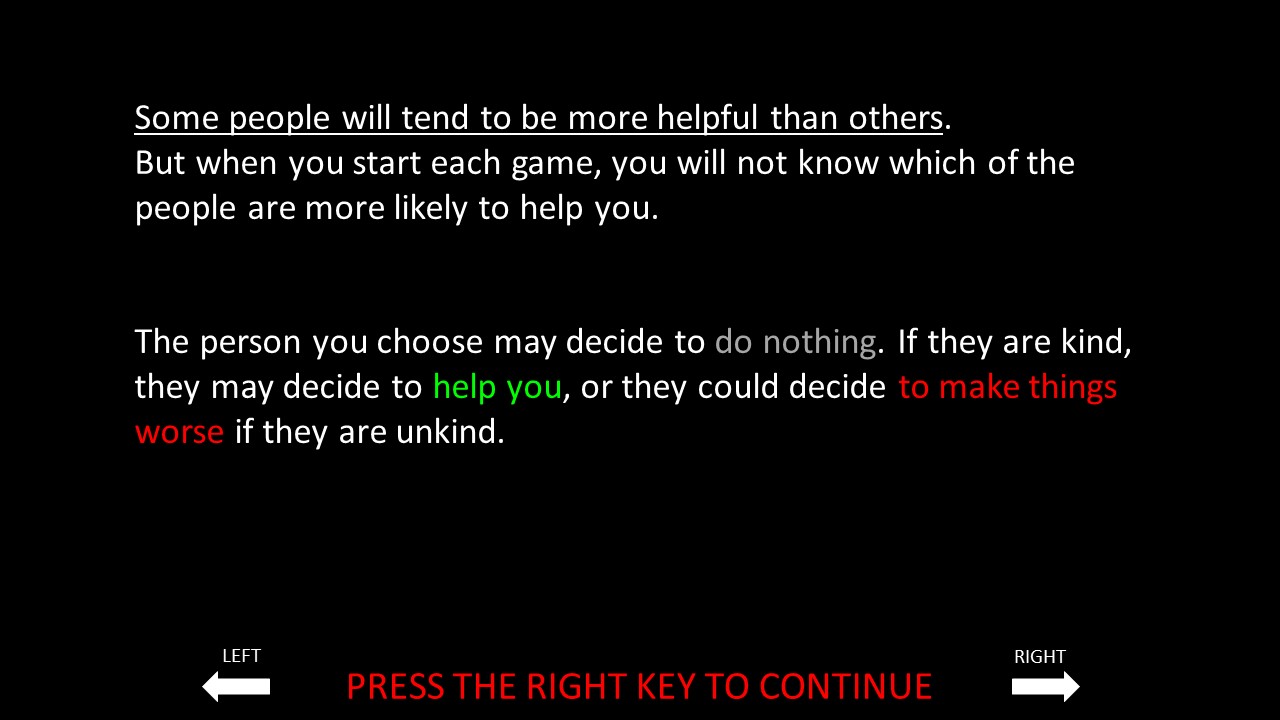 Some people will tend to be more helpful than others.
But when you start each game, you will not know which of the
people are more likely to help you.
The person you choose may decide to do nothing. If they are kind,
they may decide to help you, or they could decide to make things
worse if they are unkind.
LEFT
PRESS THE RIGHT KEY TO CONTINUE
RIGHT